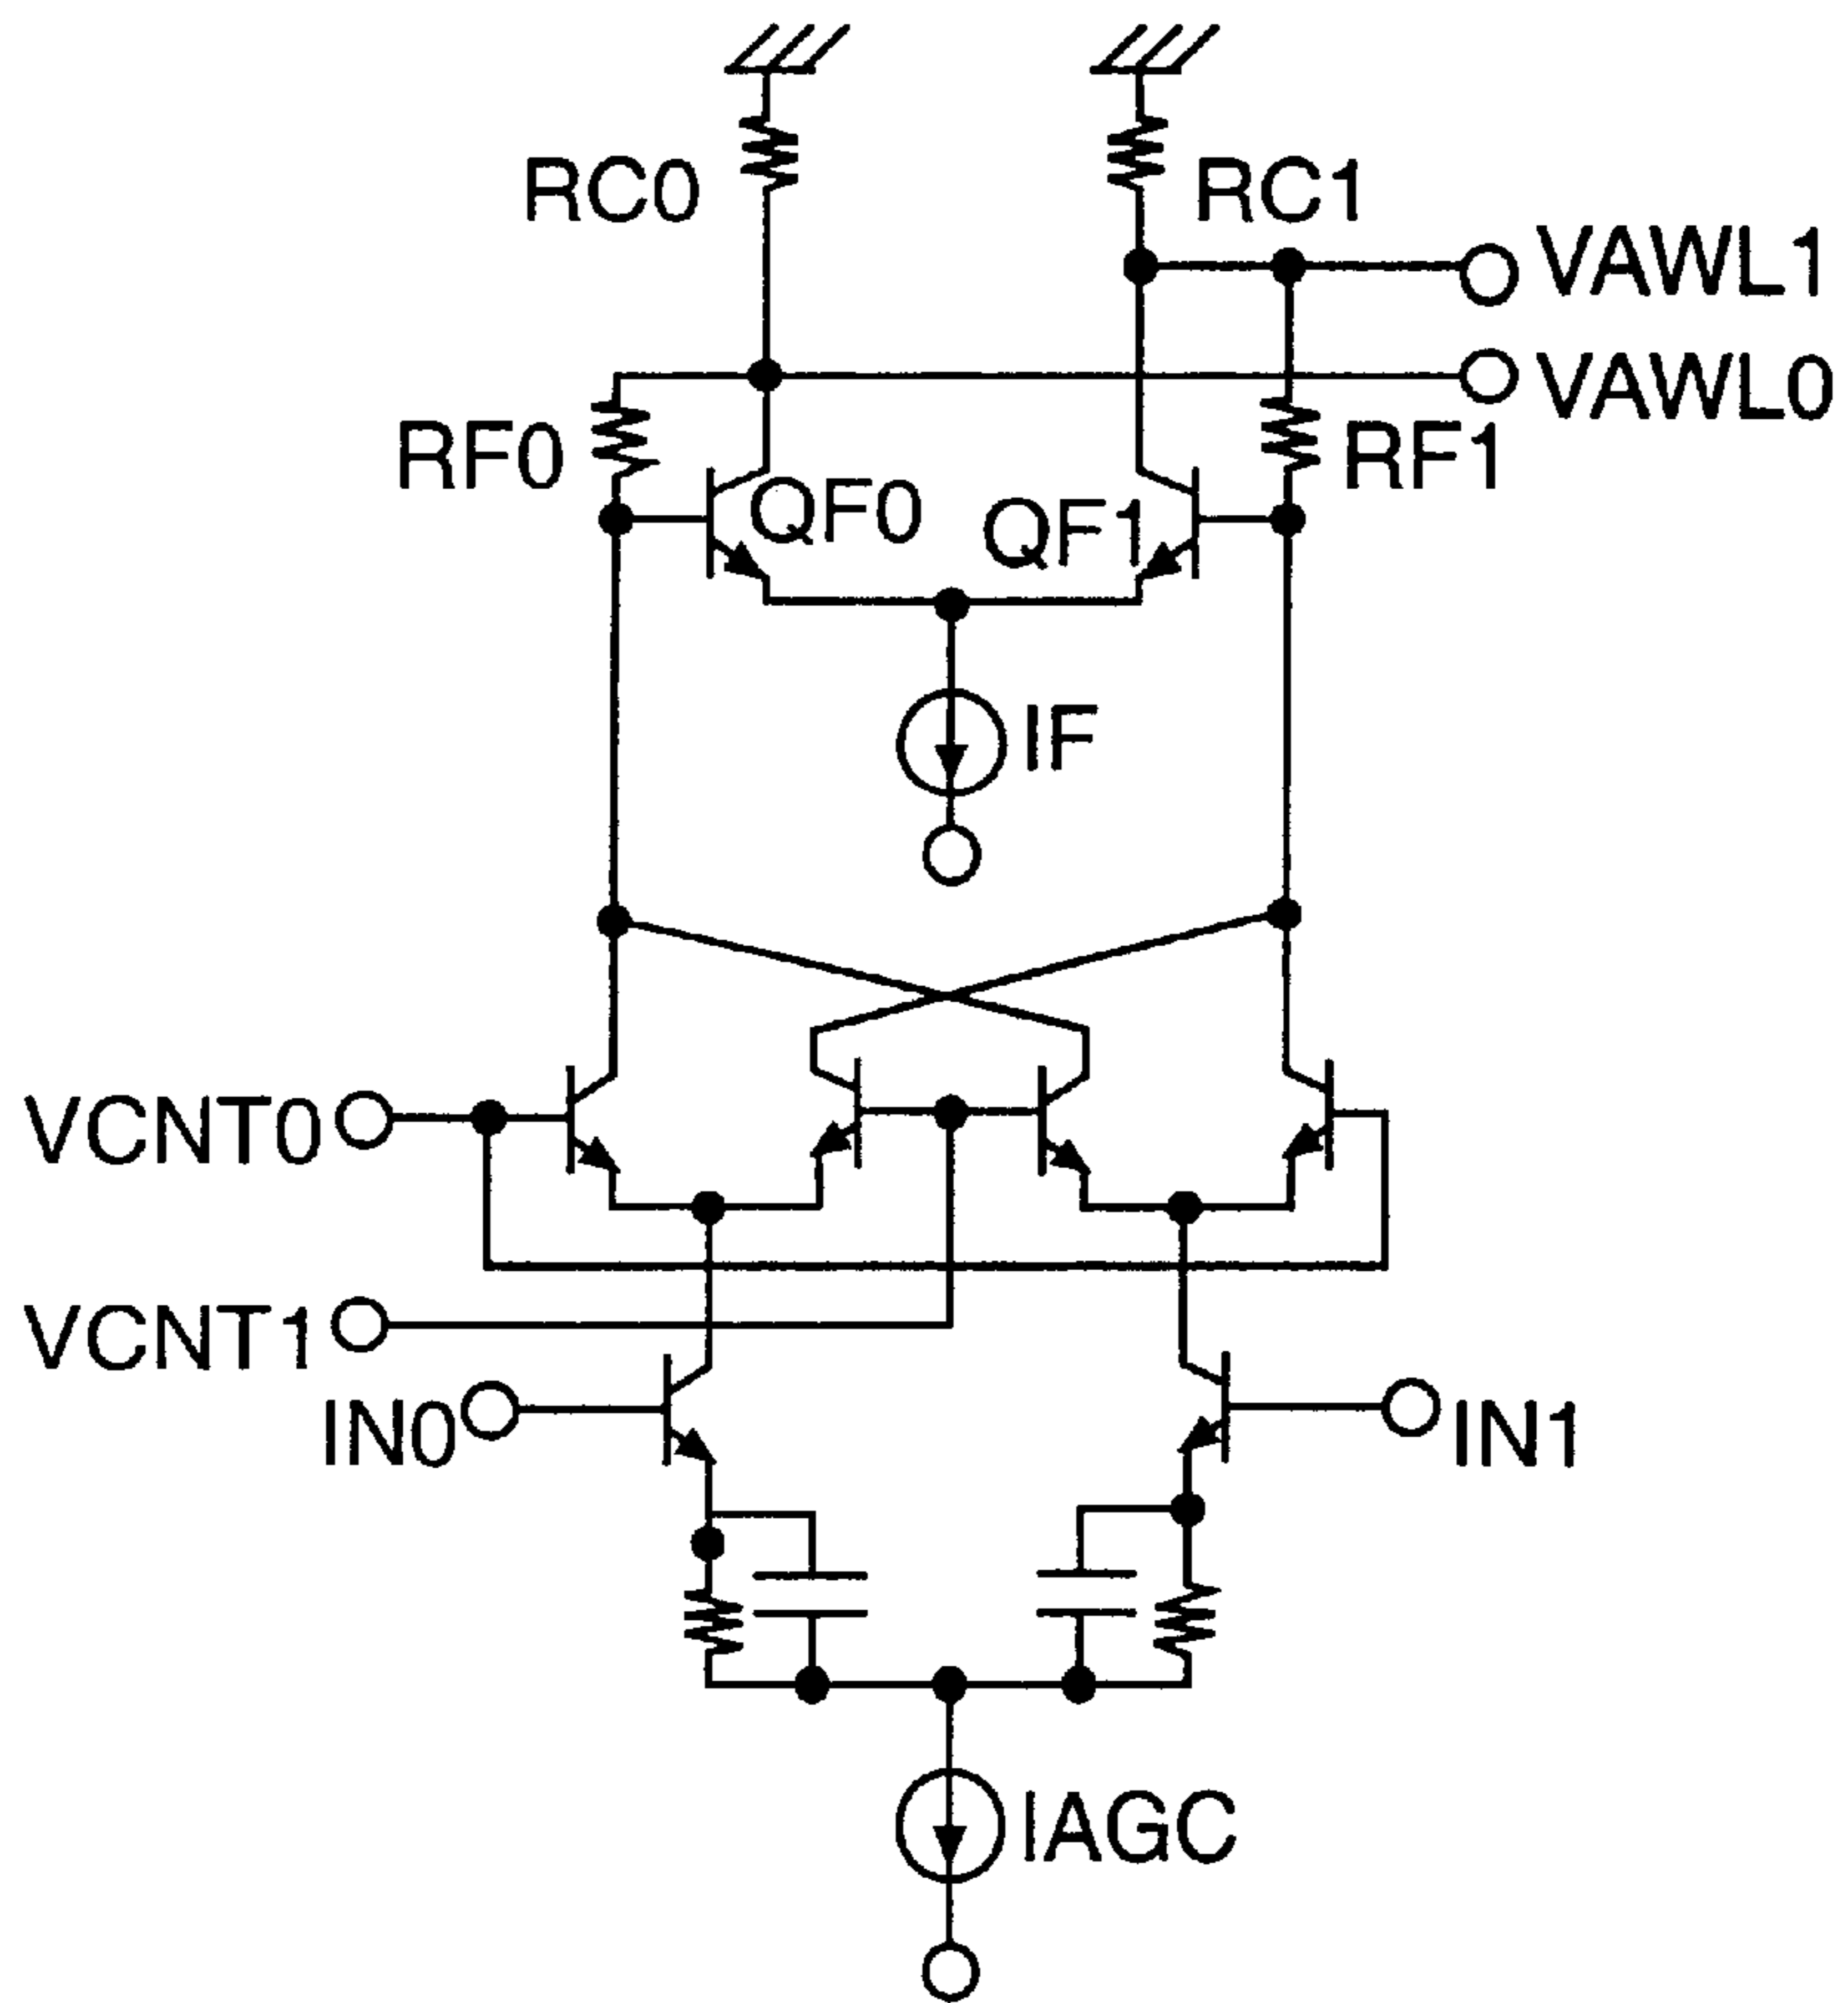 RC0
RC1
VAWL1
VAWL0
RF0
RF1
QF0
QF1
IF
VCNT0
VCNT1
IN0
IN1
IAGC